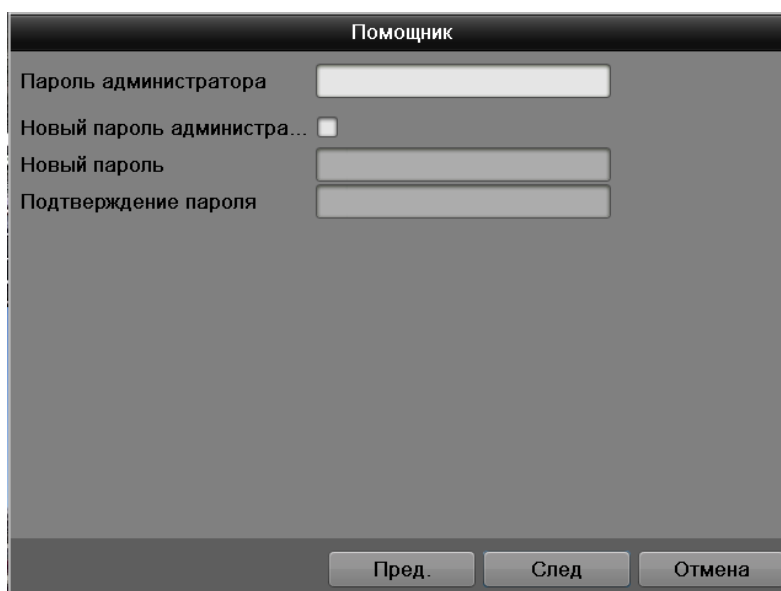 Помощник
Пароль администратора
Новый пароль администра...
Новый пароль
Подтверждение пароля
Пред. След Отмена